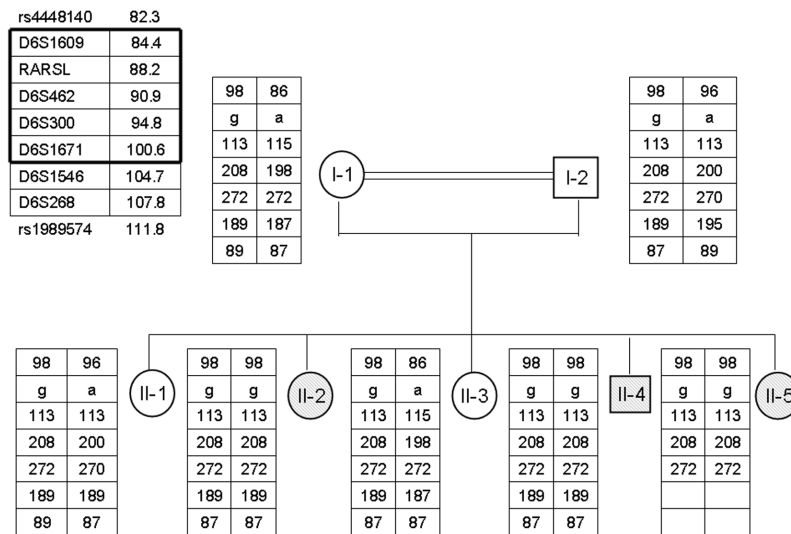 rs4448140 82.3
D6S1609 84.4
RARSL 88.2
D6S462 90.9
D6S300 94.8
D6S1671 100.6
D6S1546 104.7
D6S268 107.8
rs1989574 111.8
98 86
g a
113 115
208 198
272 272
189 187
89 87
I-1
I-2
98 96
g a
113 113
208 200
272 270
189 195
87 89
98 96
g a
113 113
208 200
272 270
189 189
89 87
II-1
98 98
g g
113 113
208 208
272 272
189 189
87 87
II-2
98 86
g a
113 115
208 198
272 272
189 187
87 87
II-3
98 98
g g
113 113
208 208
272 272
189 189
87 87
II-4
98 98
g g
113 113
208 208
272 272
II-5